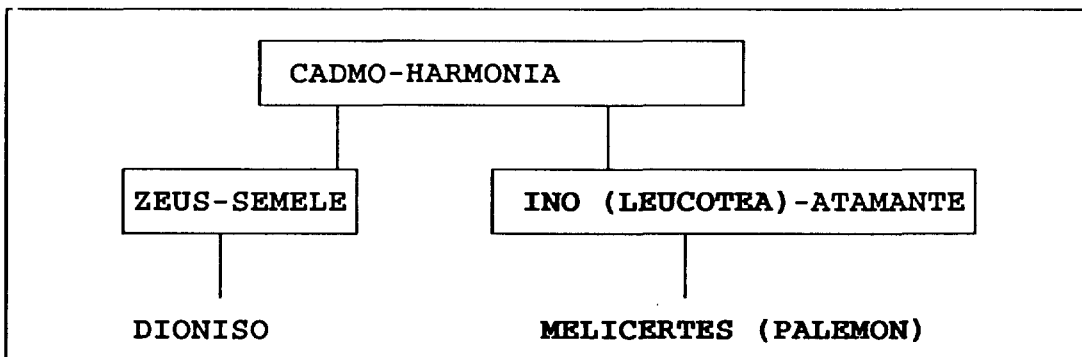 CADMO-HARMONIA
ZEUS-SEMELE
INO (LEUCOTEA)-ATAMANTE
DIONISO
MELICERTES (PALEMON)